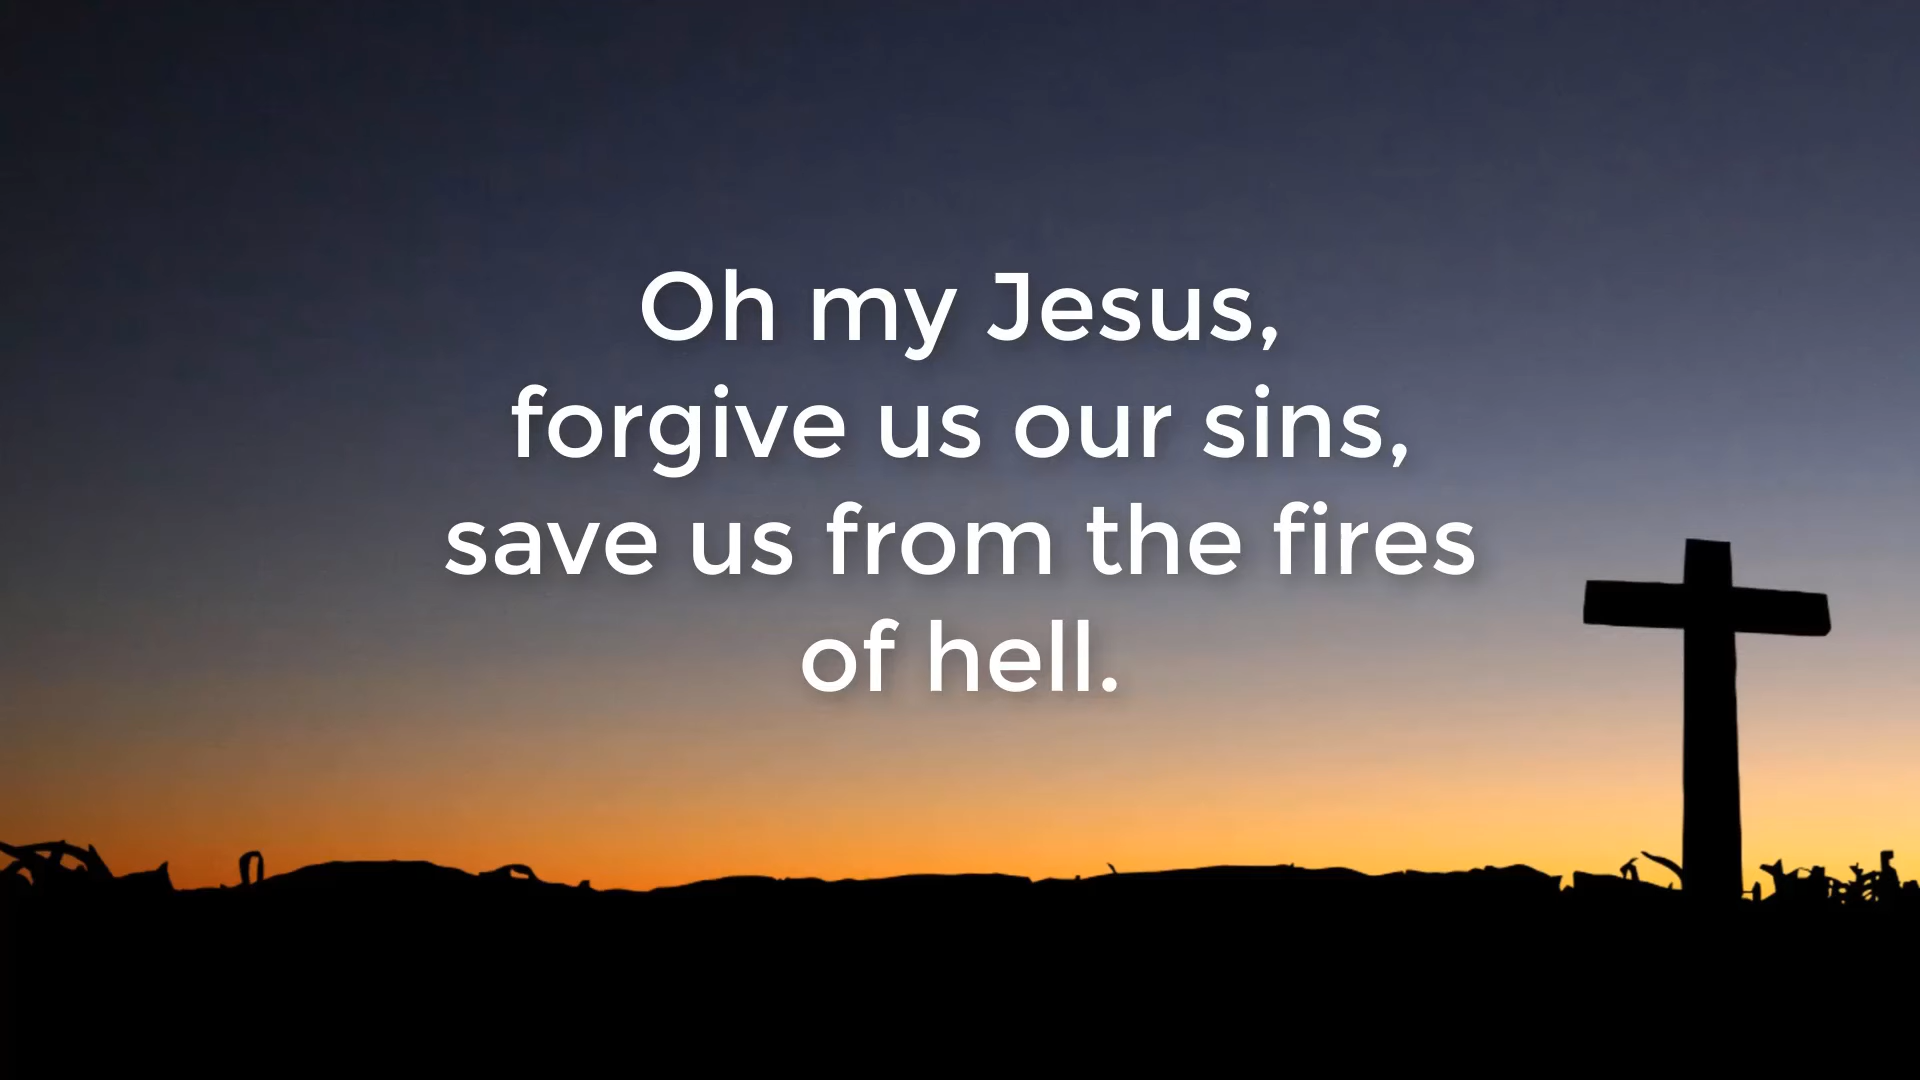 Oh my Jesus,
forgive us our sins,
save us from the fires
of hell.